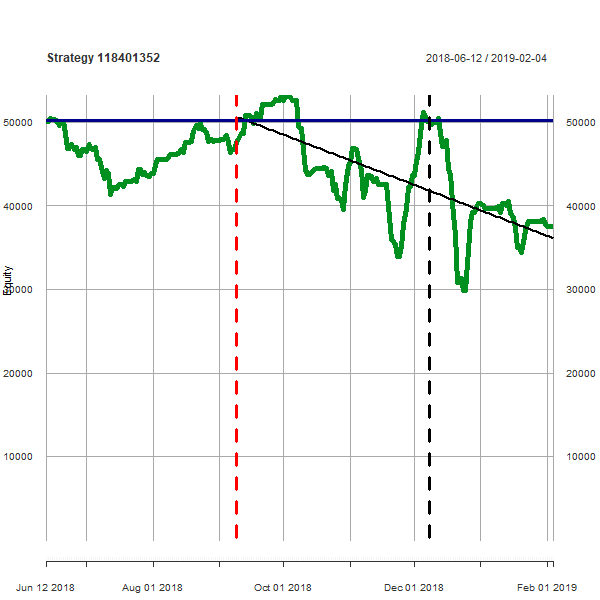 Strategy 118401352
2018-06-12 / 2019-02-04
50000
50000
40000
40000
Equity
30000
30000
20000
20000
10000
10000
Jun 12 2018
Aug 01 2018
Oct 01 2018
Dec 01 2018
Feb 01 2019